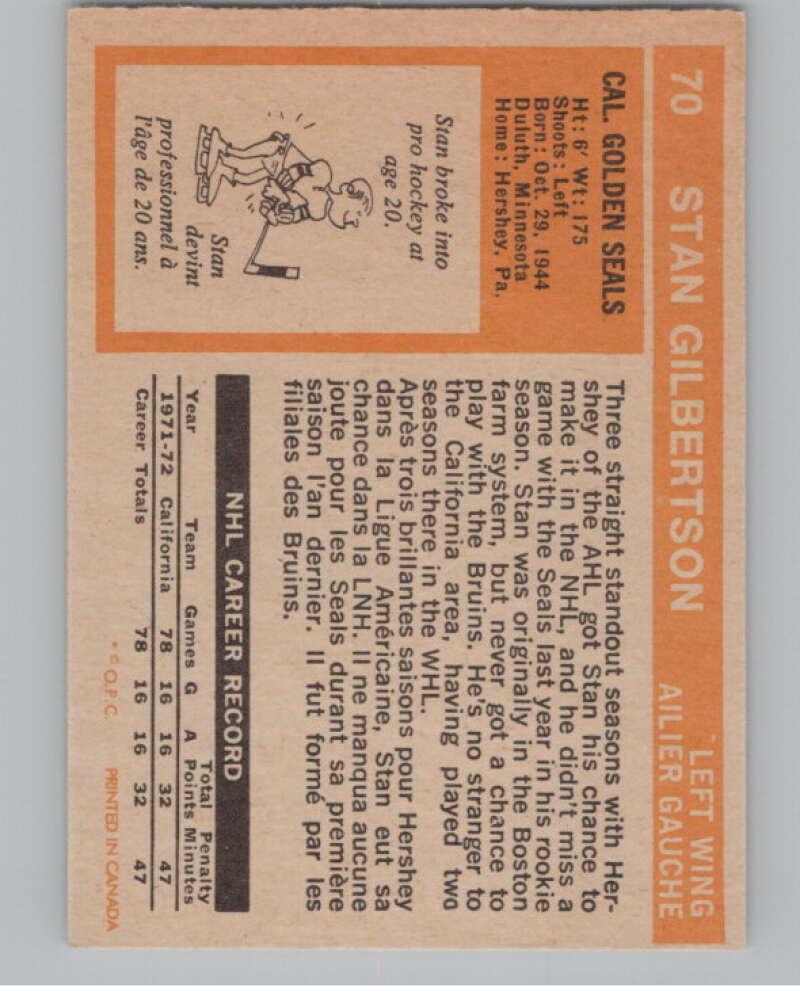 70 STAN GILBERTSON
LEFT WING
AILIER GAUCHE
CAL. GOLDEN SEALS
Ht: 6' Wt: 175
Shoots: Left
Born: Oct. 29, 1944
Duluth, Minnesota
Home: Hershey, Pa.
Stan broke into
pro hockey at
age 20.
Stan
devint
professionnel à
l'âge de 20 ans.
Three straight standout seasons with Her-
shey of the AHL got Stan his chance to
make it in the NHL, and he didn't miss a
game with the Seals last year in his rookie
season. Stan was originally in the Boston
farm system, but never got a chance to
play with the Bruins. He's no stranger to
the California area, having played two
seasons there in the WHL.
Après trois brillantes saisons pour Hershey
dans la Ligue Américaine, Stan eut sa
chance dans la LNH. Il ne manqua aucune
joute pour les Seals durant sa première
saison l'an dernier. Il fut formé par les
filiales des Bruins.
NHL CAREER RECORD
Total Penalty
Year Team Games G A Points Minutes
1971-72 California 78 16 16 32 47
Career Totals 78 16 16 32 47
* © O.P.C. PRINTED IN CANADA